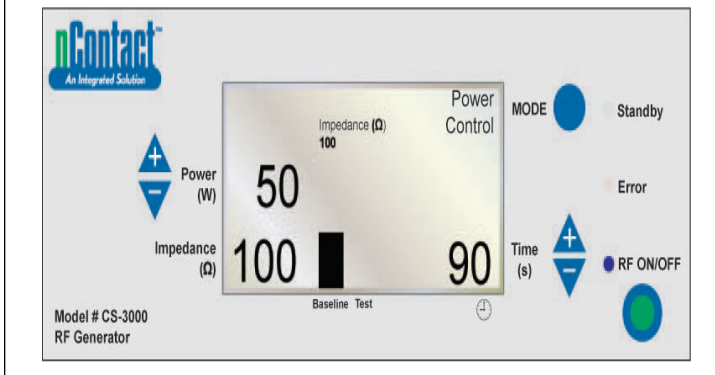 nContact™
An Integrated Solution
Power
Control
Impedance (Ω)
100
MODE
Standby
+
−
Power
(W)
50
Error
Impedance
(Ω)
100
90
Time
(s)
+
−
RF ON/OFF
Baseline Test
Model # CS-3000
RF Generator